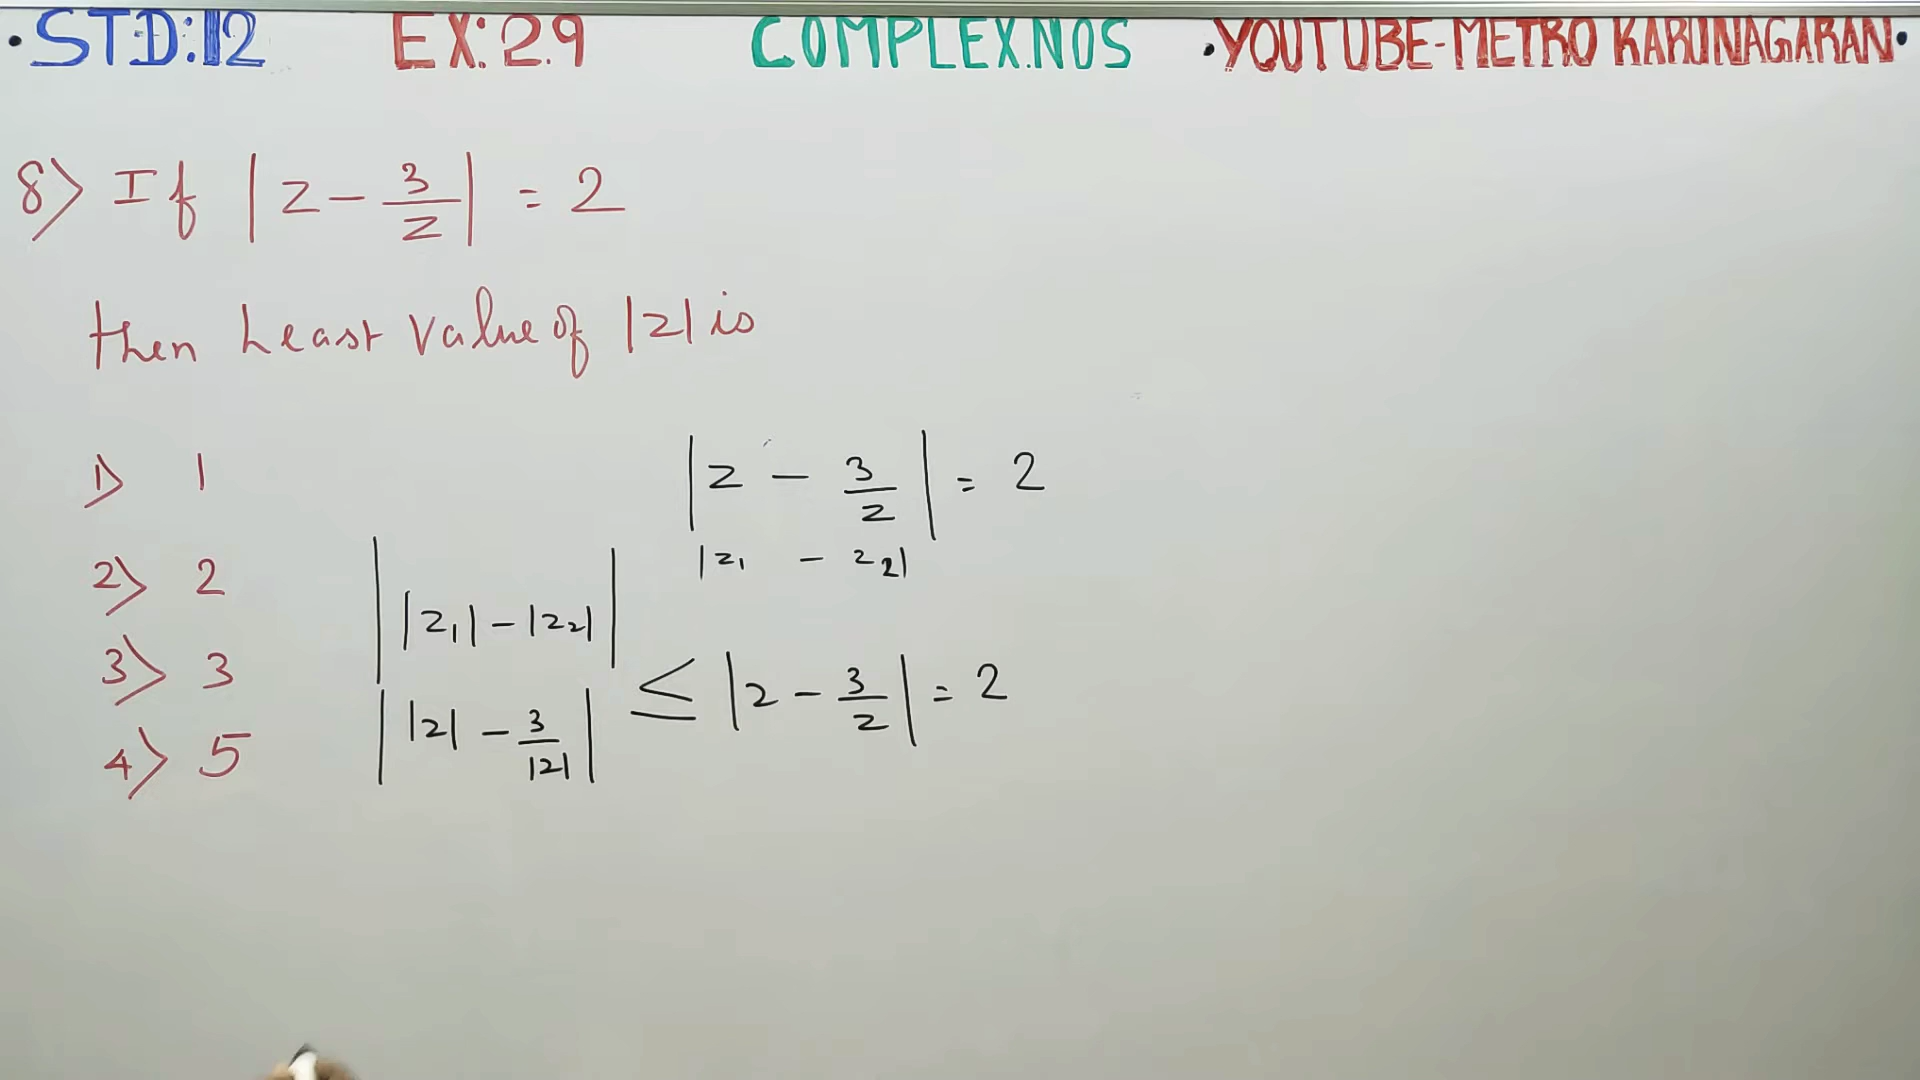 •STD:12 EX:2.9 COMPLEX.NOS •YOUTUBE-METRO KARUNAGARAN•
8) If |z - 3/z| = 2
then Least value of |z| is
1) 1
2) 2
3) 3
4) 5
|z - 3/z| = 2
|z₁ - z₂|
||z₁| - |z₂||
||z| - 3/|z|| ≤ |z - 3/z| = 2